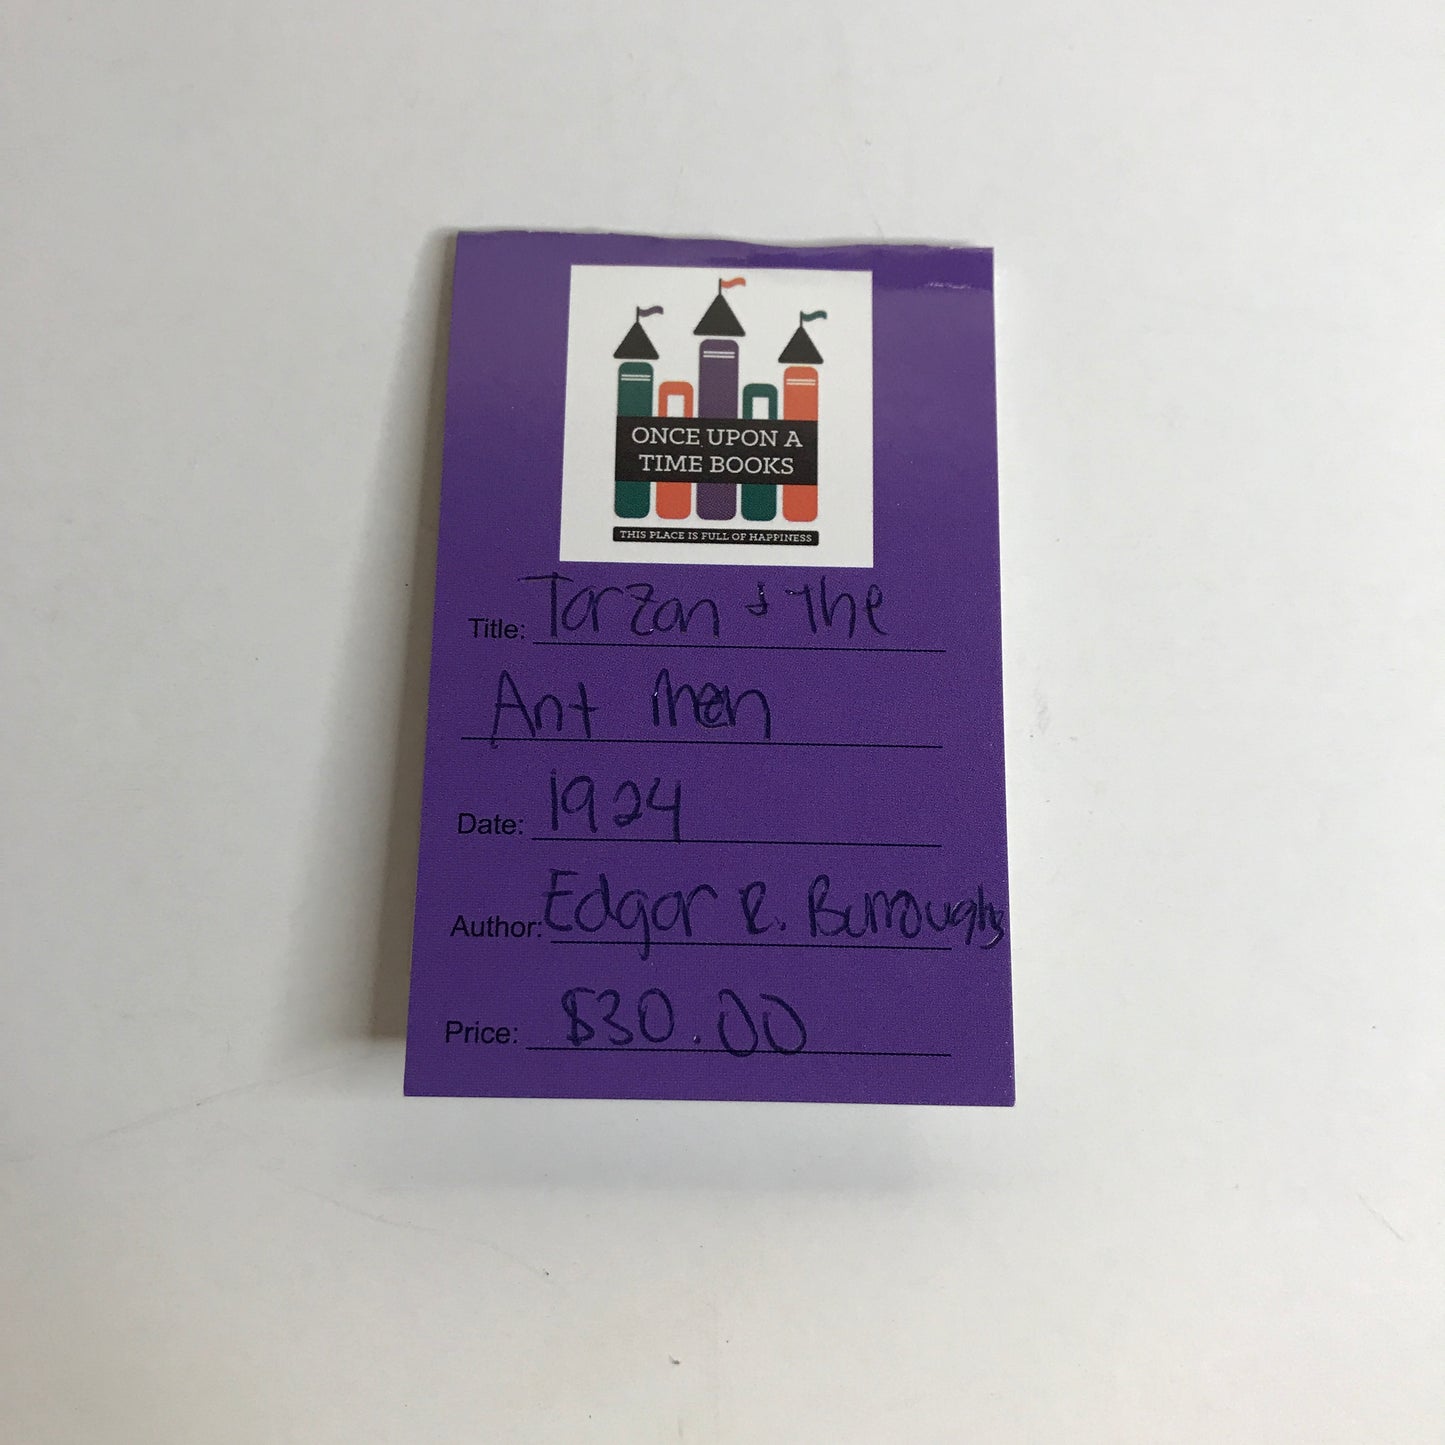 ONCE UPON A
TIME BOOKS
THIS PLACE IS FULL OF HAPPINESS
Title: Tarzan & the
Ant Men
Date: 1924
Author: Edgar R. Burroughs
Price: $30.00